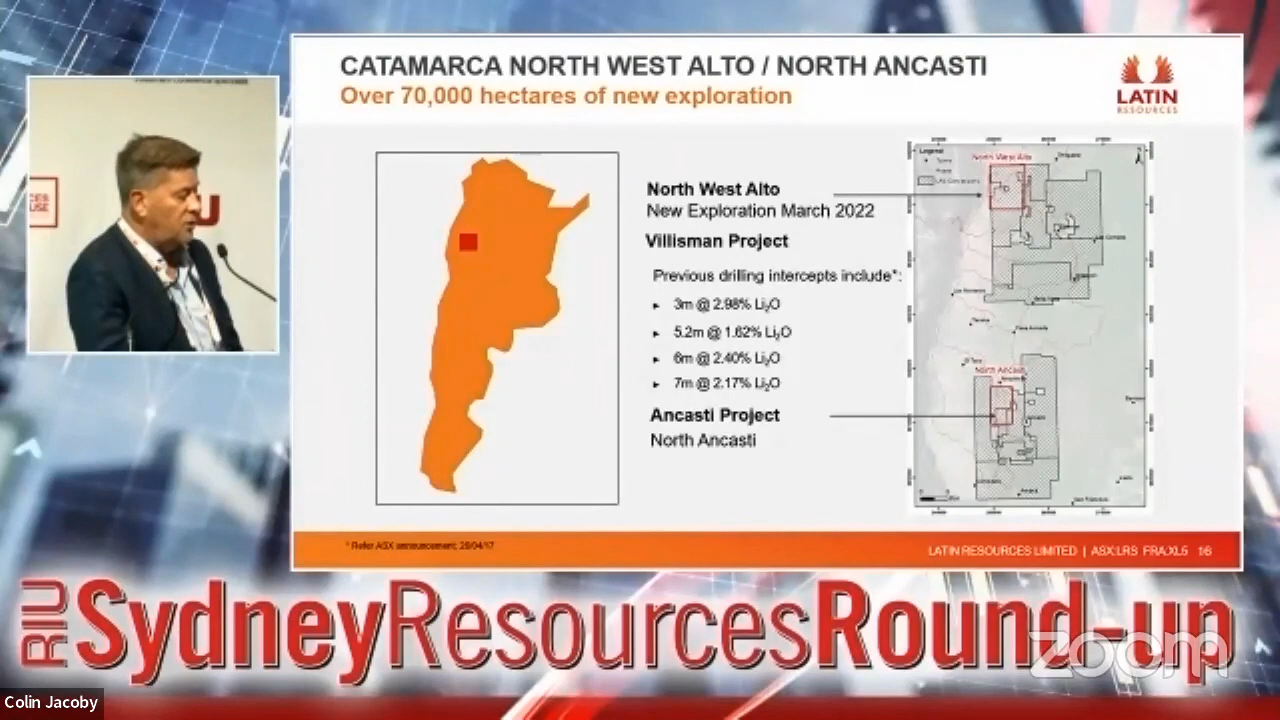 CATAMARCA NORTH WEST ALTO / NORTH ANCASTI
Over 70,000 hectares of new exploration
LATIN
RESOURCES
North West Alto
New Exploration March 2022
Villisman Project
Previous drilling intercepts include*:
3m @ 2.98% Li₂O
5.2m @ 1.62% Li₂O
6m @ 2.40% Li₂O
7m @ 2.17% Li₂O
Ancasti Project
North Ancasti
Legend
North West Alto
North Ancasti
* Refer ASX announcement; 28/04/17
LATIN RESOURCES LIMITED | ASX:LRS FRA:XL5 16
RIU SydneyResourcesRound-up
zoom
Colin Jacoby